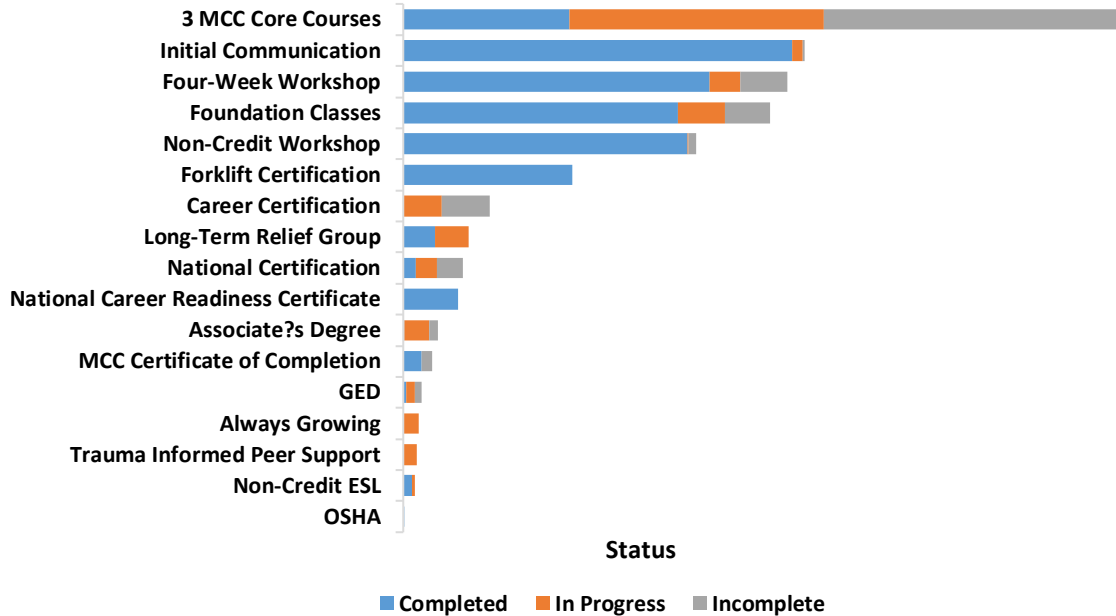 3 MCC Core Courses
Initial Communication
Four-Week Workshop
Foundation Classes
Non-Credit Workshop
Forklift Certification
Career Certification
Long-Term Relief Group
National Certification
National Career Readiness Certificate
Associate?s Degree
MCC Certificate of Completion
GED
Always Growing
Trauma Informed Peer Support
Non-Credit ESL
OSHA
Status
Completed In Progress Incomplete